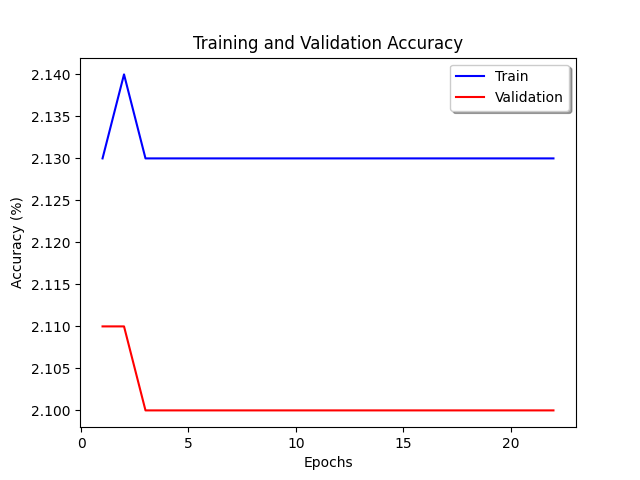 Training and Validation Accuracy
Train
Validation
2.140
2.135
2.130
2.125
2.120
2.115
2.110
2.105
2.100
Accuracy (%)
0 5 10 15 20
Epochs